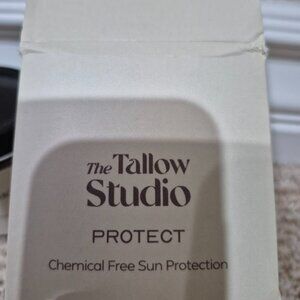 The Tallow
Studio
PROTECT
Chemical Free Sun Protection